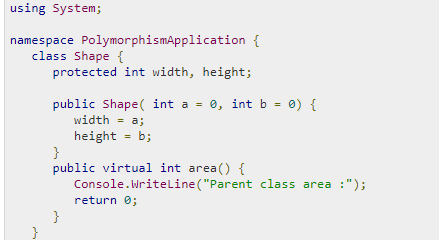 using System;
namespace PolymorphismApplication {
class Shape {
protected int width, height;
public Shape( int a = 0, int b = 0) {
width = a;
height = b;
}
public virtual int area() {
Console.WriteLine("Parent class area :");
return 0;
}
}